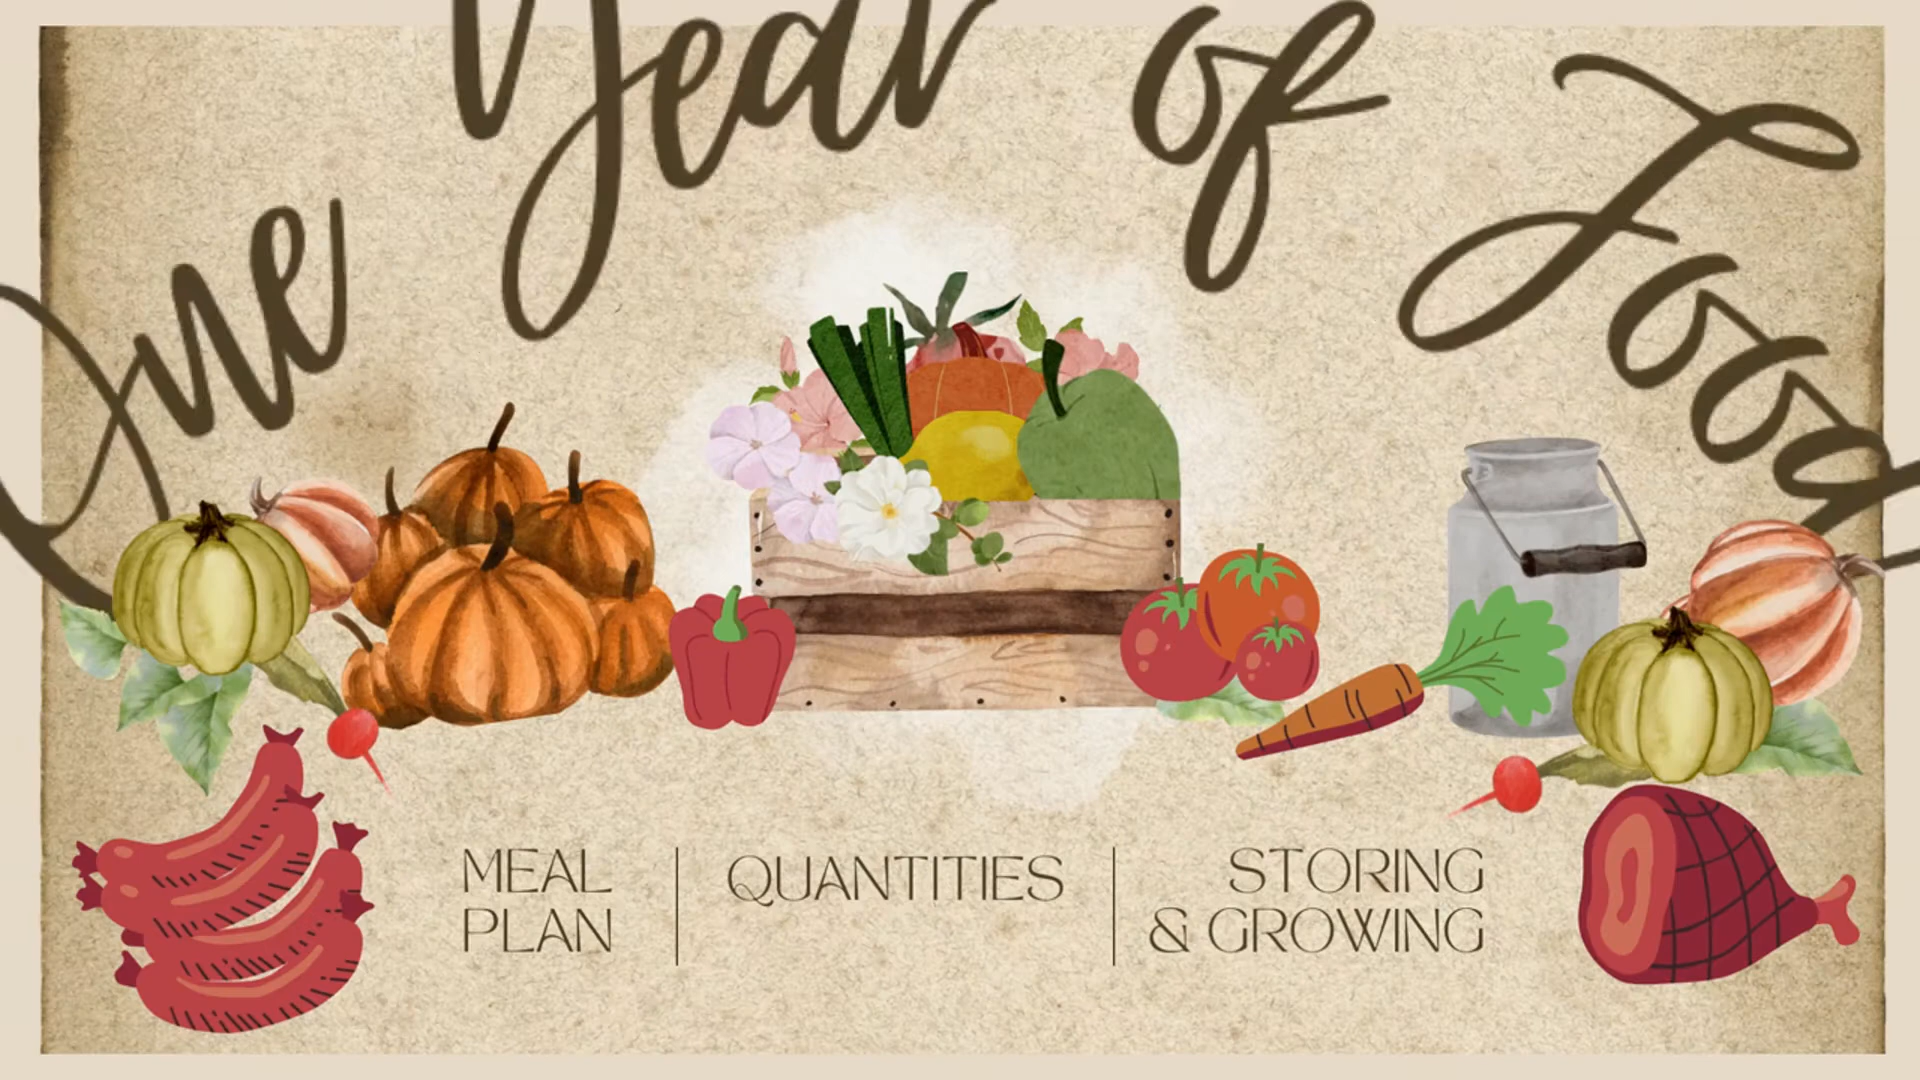 One Year of Food
MEAL
PLAN
QUANTITIES
STORING
& GROWING